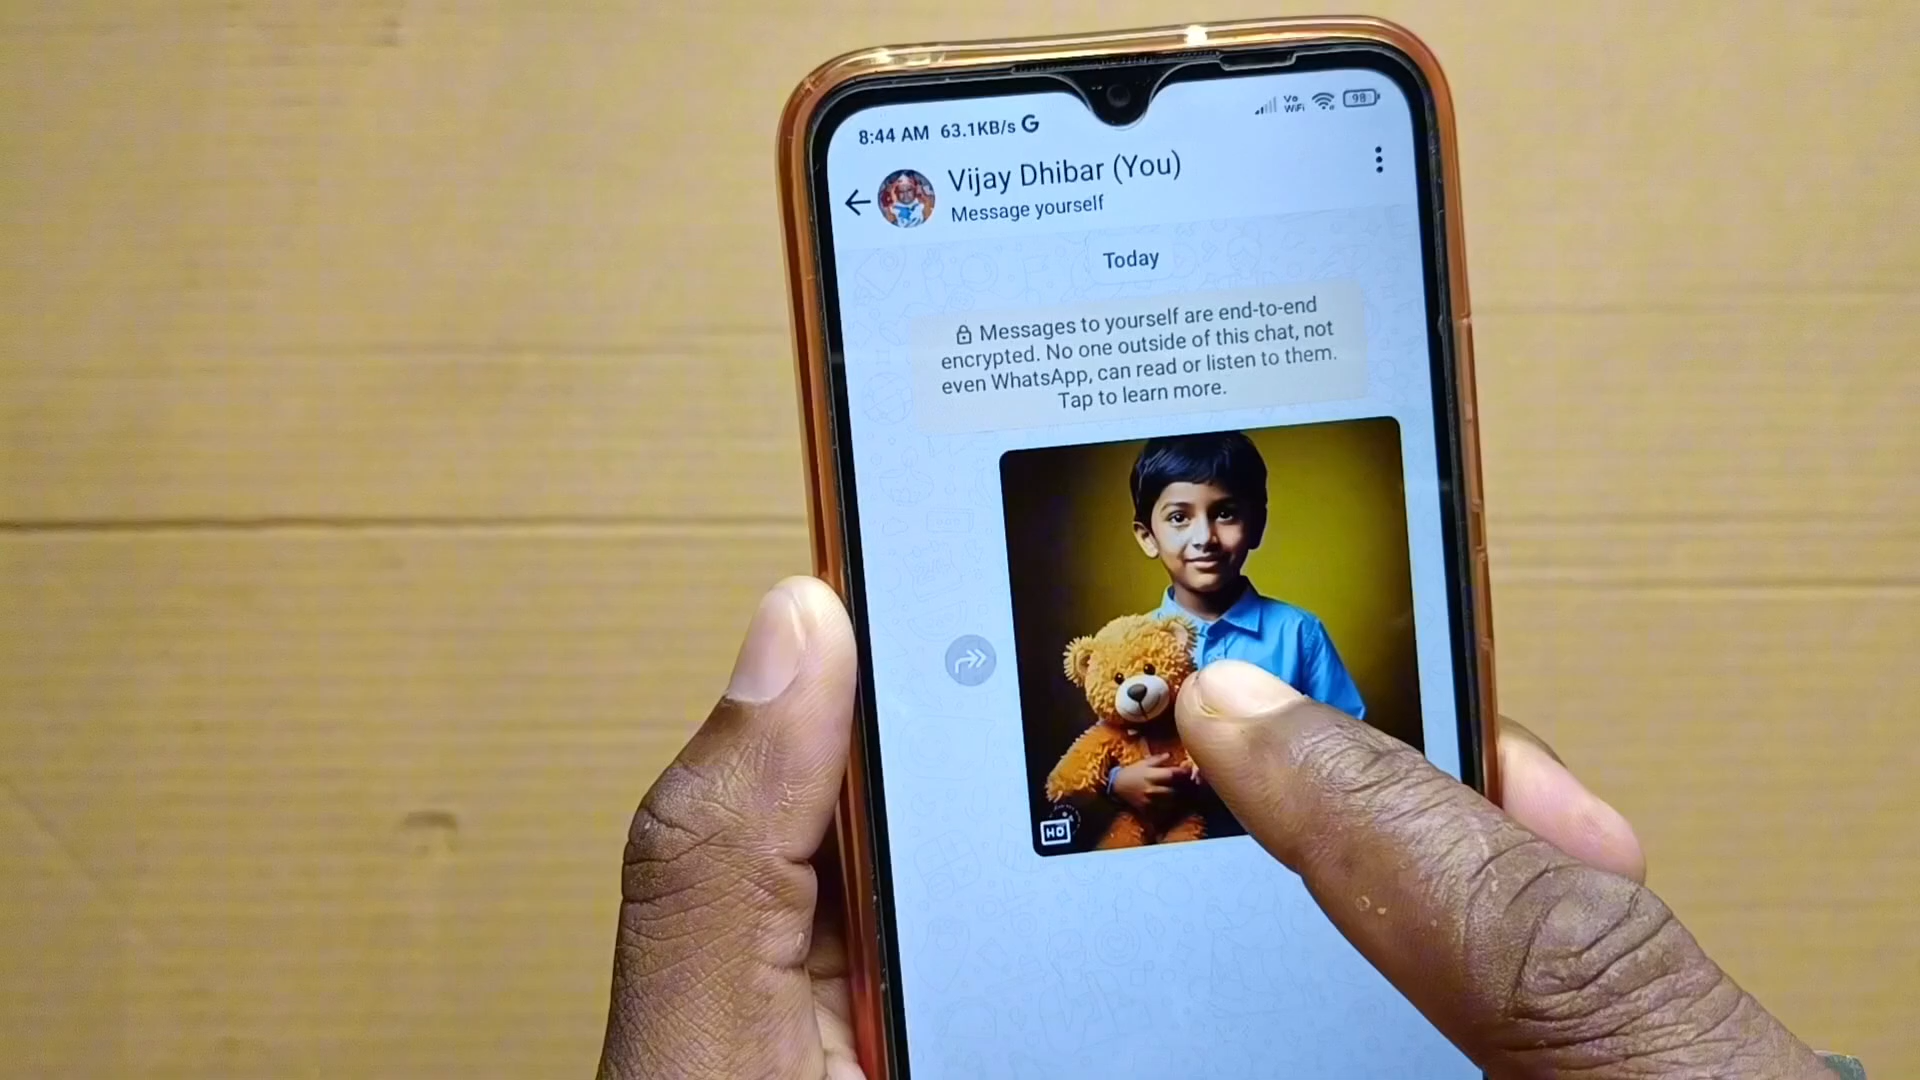 8:44 AM 63.1KB/s G
Vo
WiFi
98
Vijay Dhibar (You)
Message yourself
Today
Messages to yourself are end-to-end
encrypted. No one outside of this chat, not
even WhatsApp, can read or listen to them.
Tap to learn more.
HD